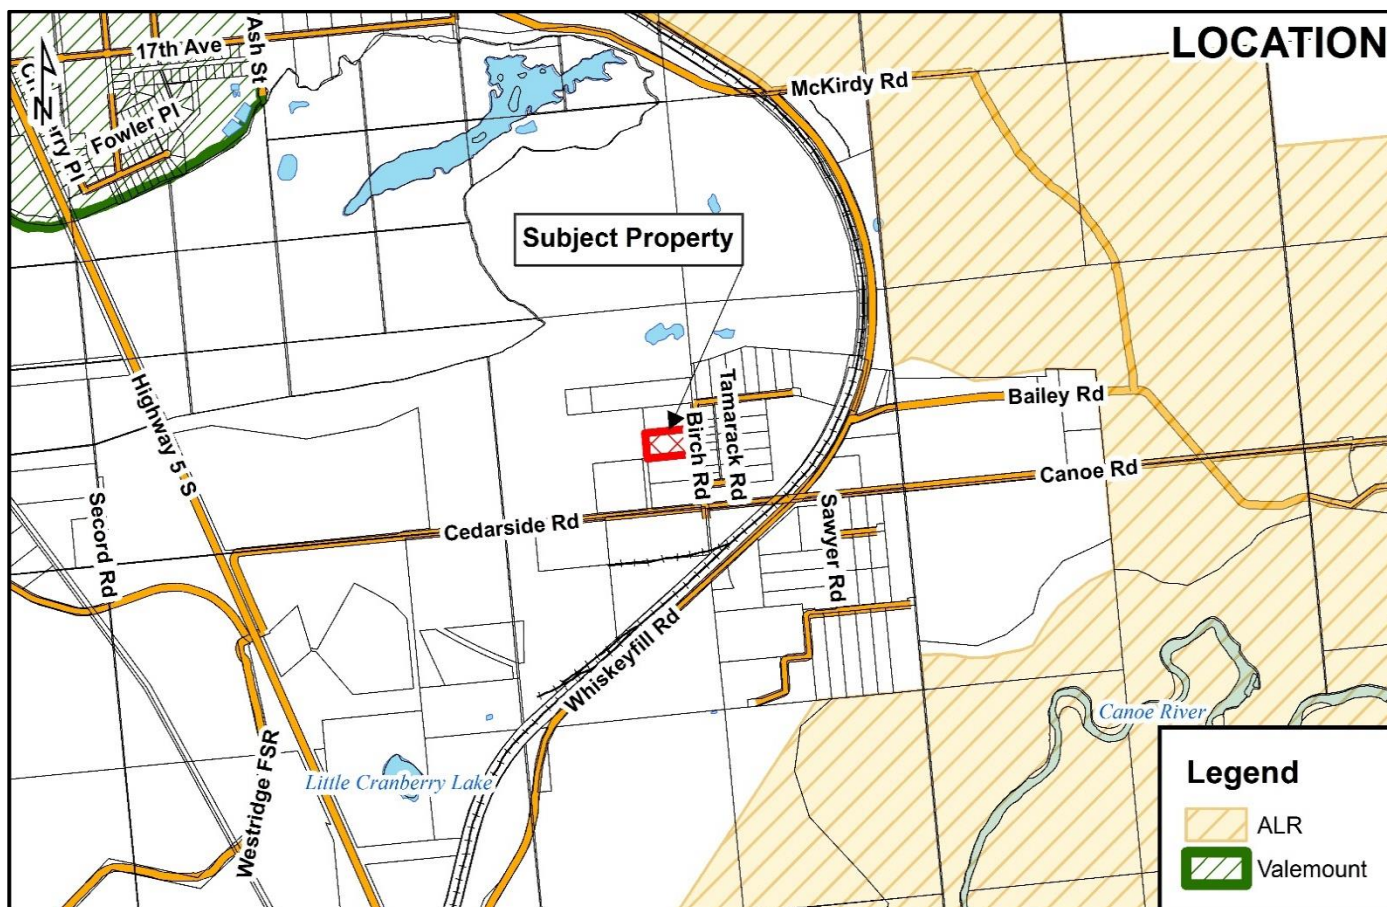 LOCATION
17th Ave
Ash St
McKirdy Rd
N
Fowler Pl
Subject Property
Highway 5 S
Tamarack Rd
Birch Rd
Bailey Rd
Canoe Rd
Second Rd
Cedarside Rd
Sawyer Rd
Whiskeyfill Rd
Canoe River
Westridge FSR
Little Cranberry Lake
Legend
ALR
Valemount